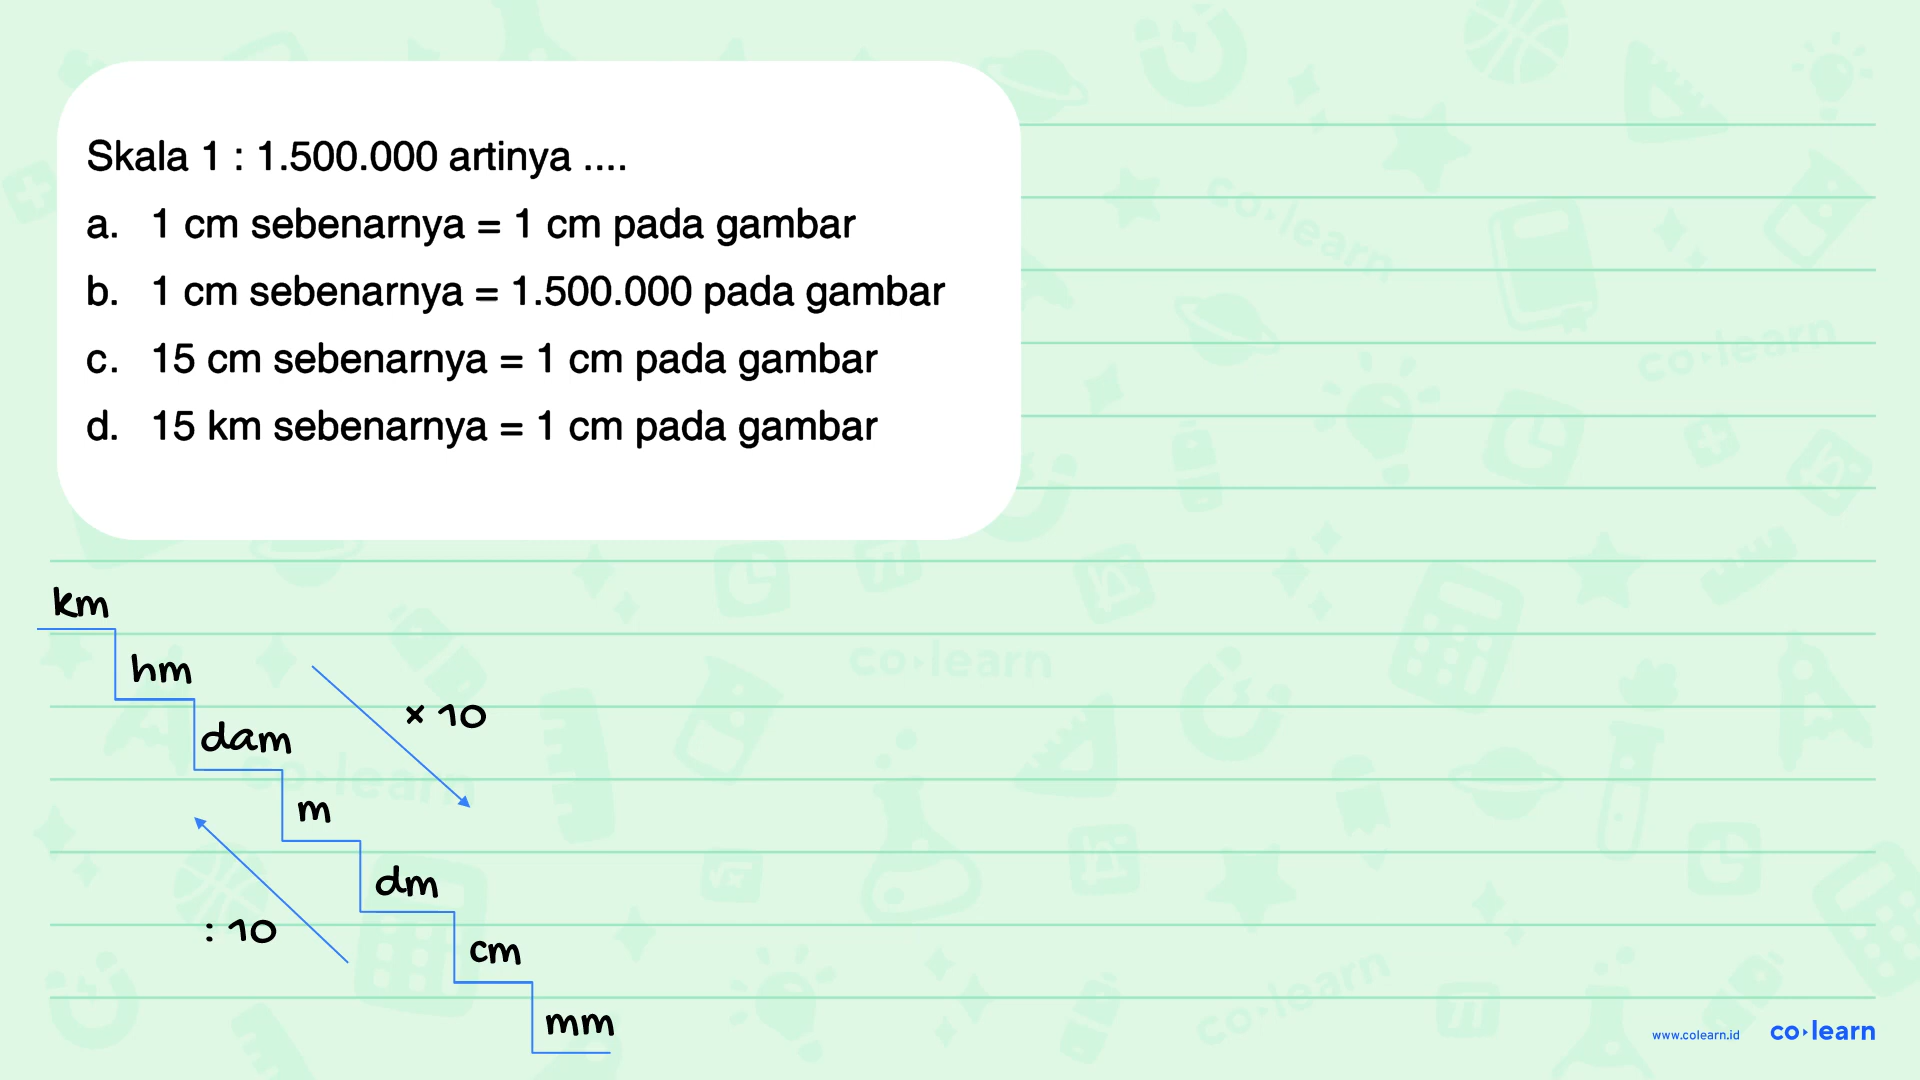 Skala 1 : 1.500.000 artinya ....
a. 1 cm sebenarnya = 1 cm pada gambar
b. 1 cm sebenarnya = 1.500.000 pada gambar
c. 15 cm sebenarnya = 1 cm pada gambar
d. 15 km sebenarnya = 1 cm pada gambar
km
hm
dam
m
dm
cm
mm
× 10
: 10
www.colearn.id
co·learn